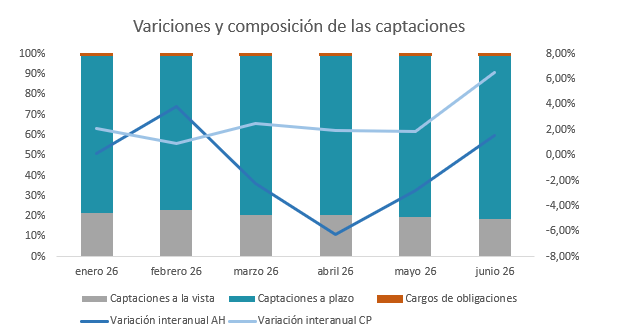 Variciones y composición de las captaciones
100% 8,00%
90% 6,00%
80% 4,00%
70% 2,00%
60% 0,00%
50% -2,00%
40% -4,00%
30% -6,00%
20% -8,00%
10%
0%
enero 26 febrero 26 marzo 26 abril 26 mayo 26 junio 26
Captaciones a la vista Captaciones a plazo Cargos de obligaciones
Variación interanual AH Variación interanual CP